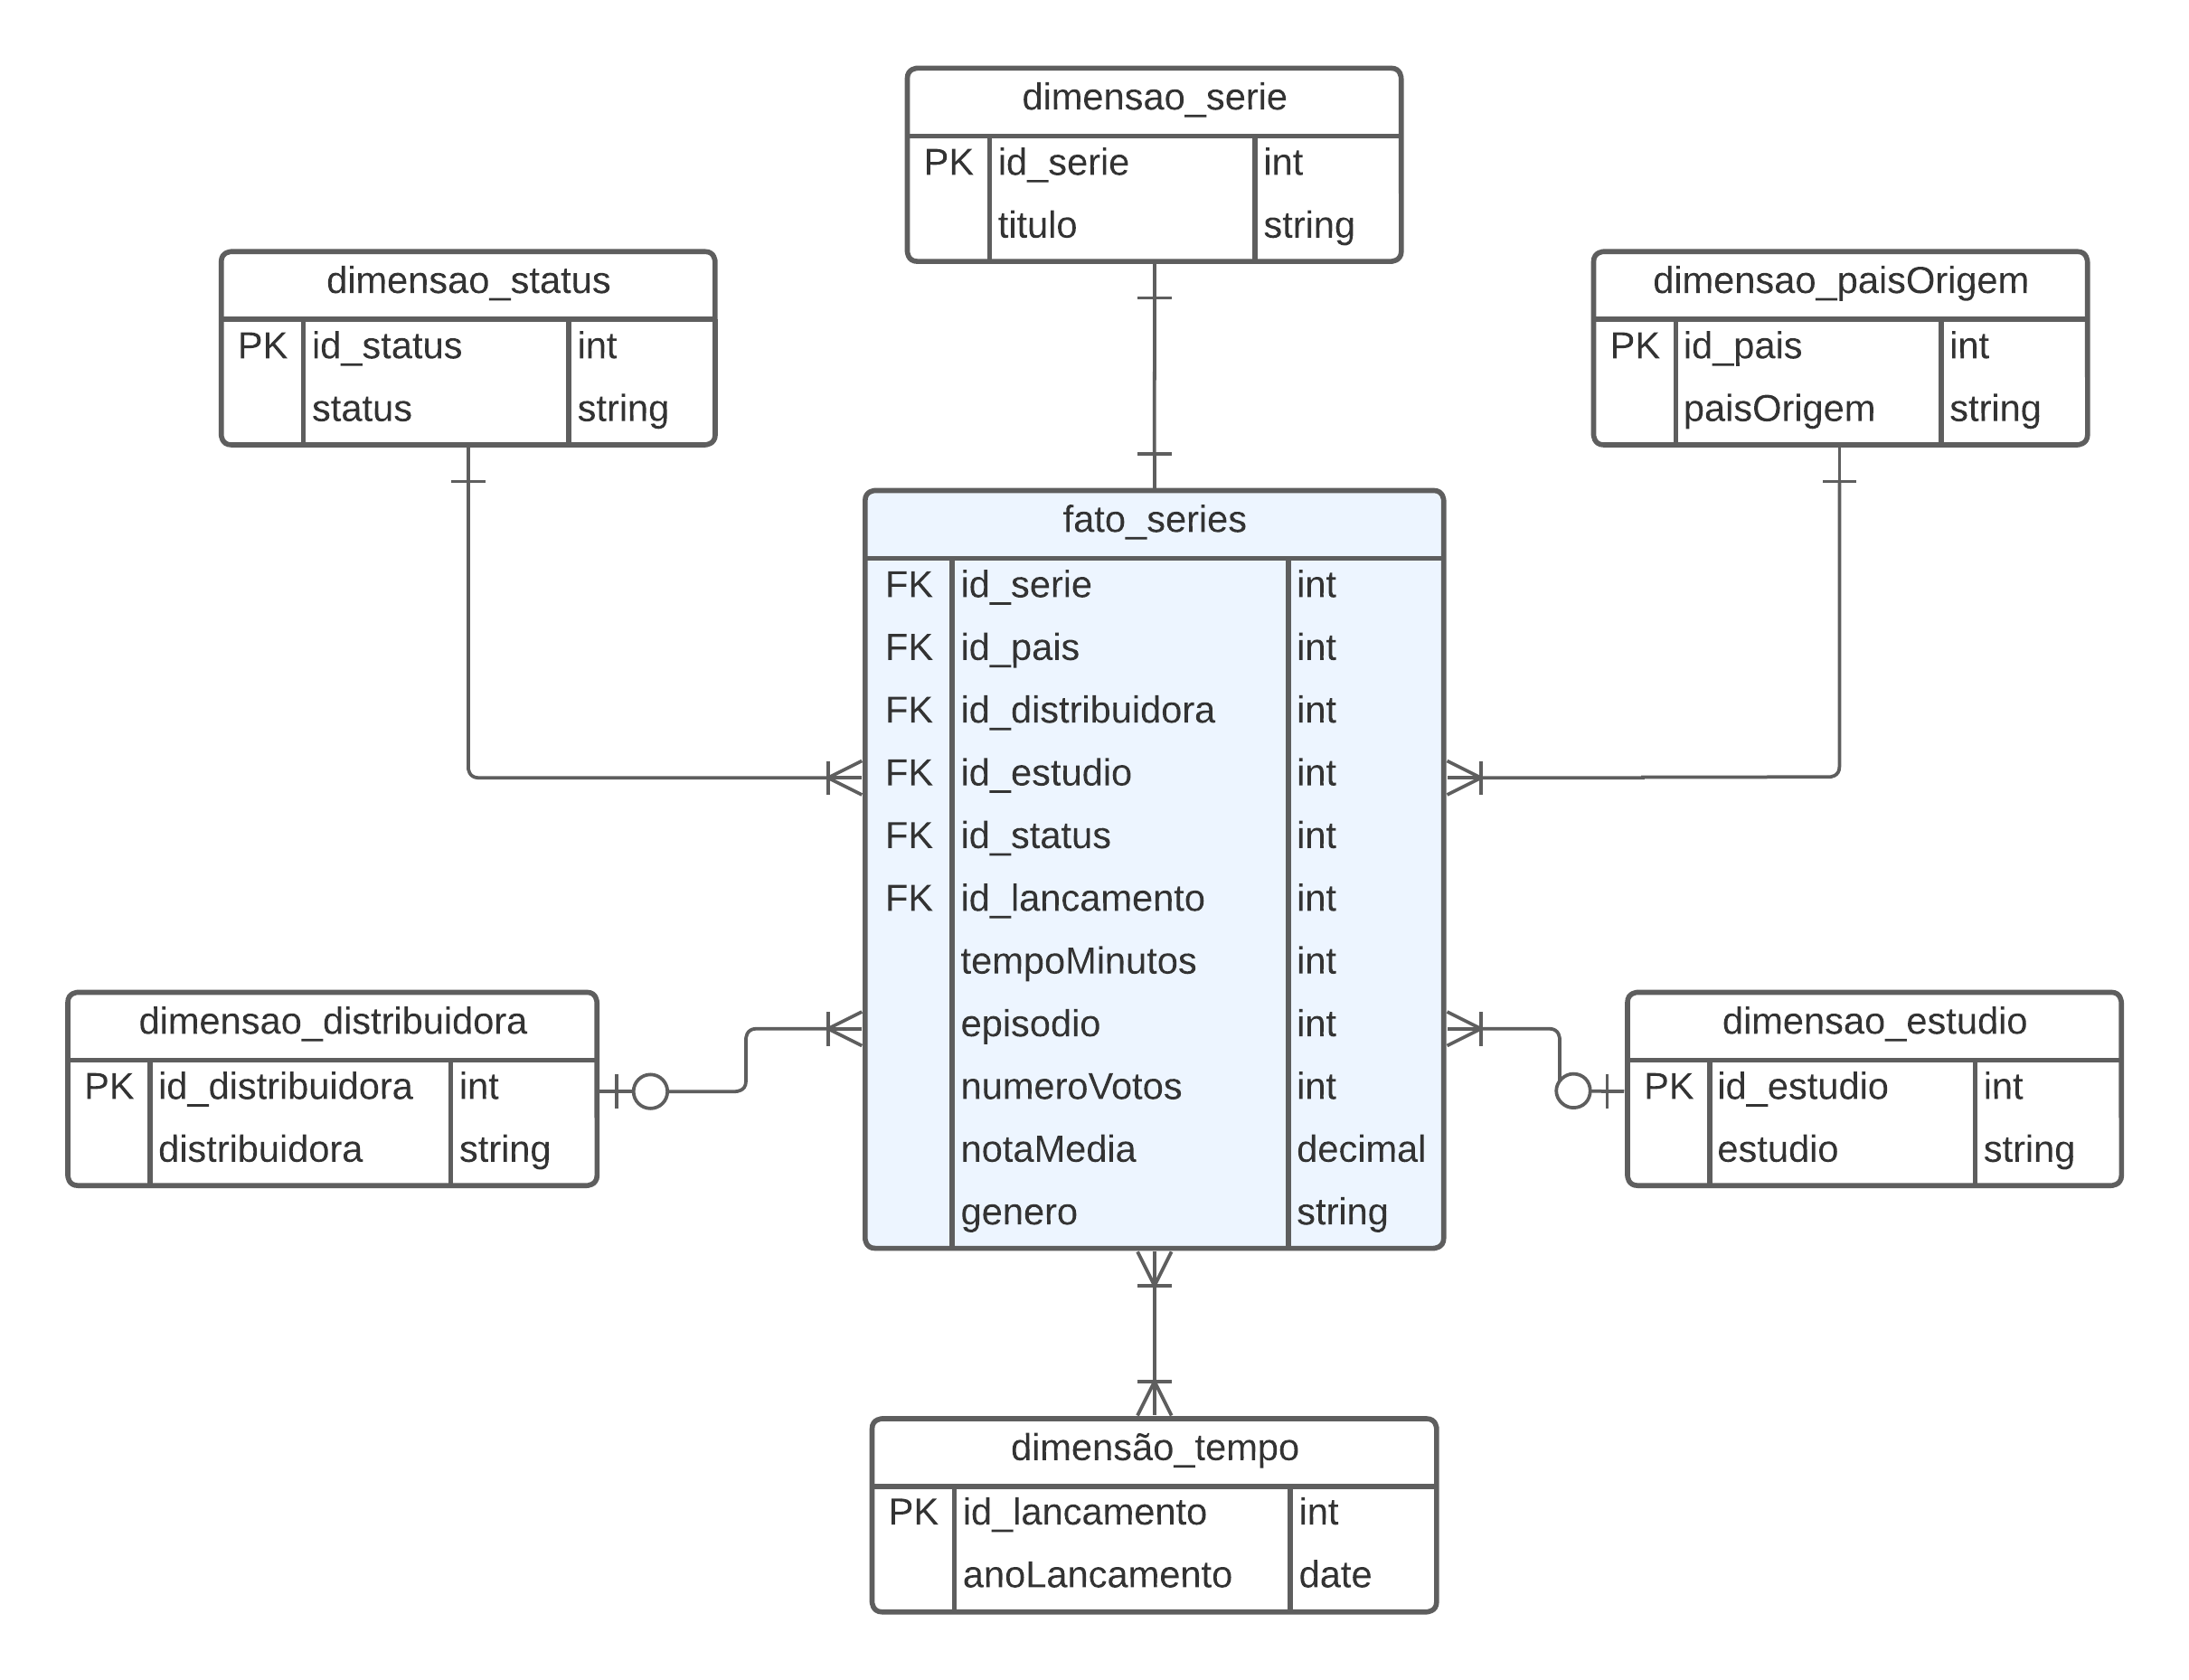 dimensao_serie
PK id_serie int
titulo string
dimensao_status
PK id_status int
status string
dimensao_paisOrigem
PK id_pais int
paisOrigem string
fato_series
FK id_serie int
FK id_pais int
FK id_distribuidora int
FK id_estudio int
FK id_status int
FK id_lancamento int
tempoMinutos int
episodio int
numeroVotos int
notaMedia decimal
genero string
dimensao_distribuidora
PK id_distribuidora int
distribuidora string
dimensao_estudio
PK id_estudio int
estudio string
dimensão_tempo
PK id_lancamento int
anoLancamento date